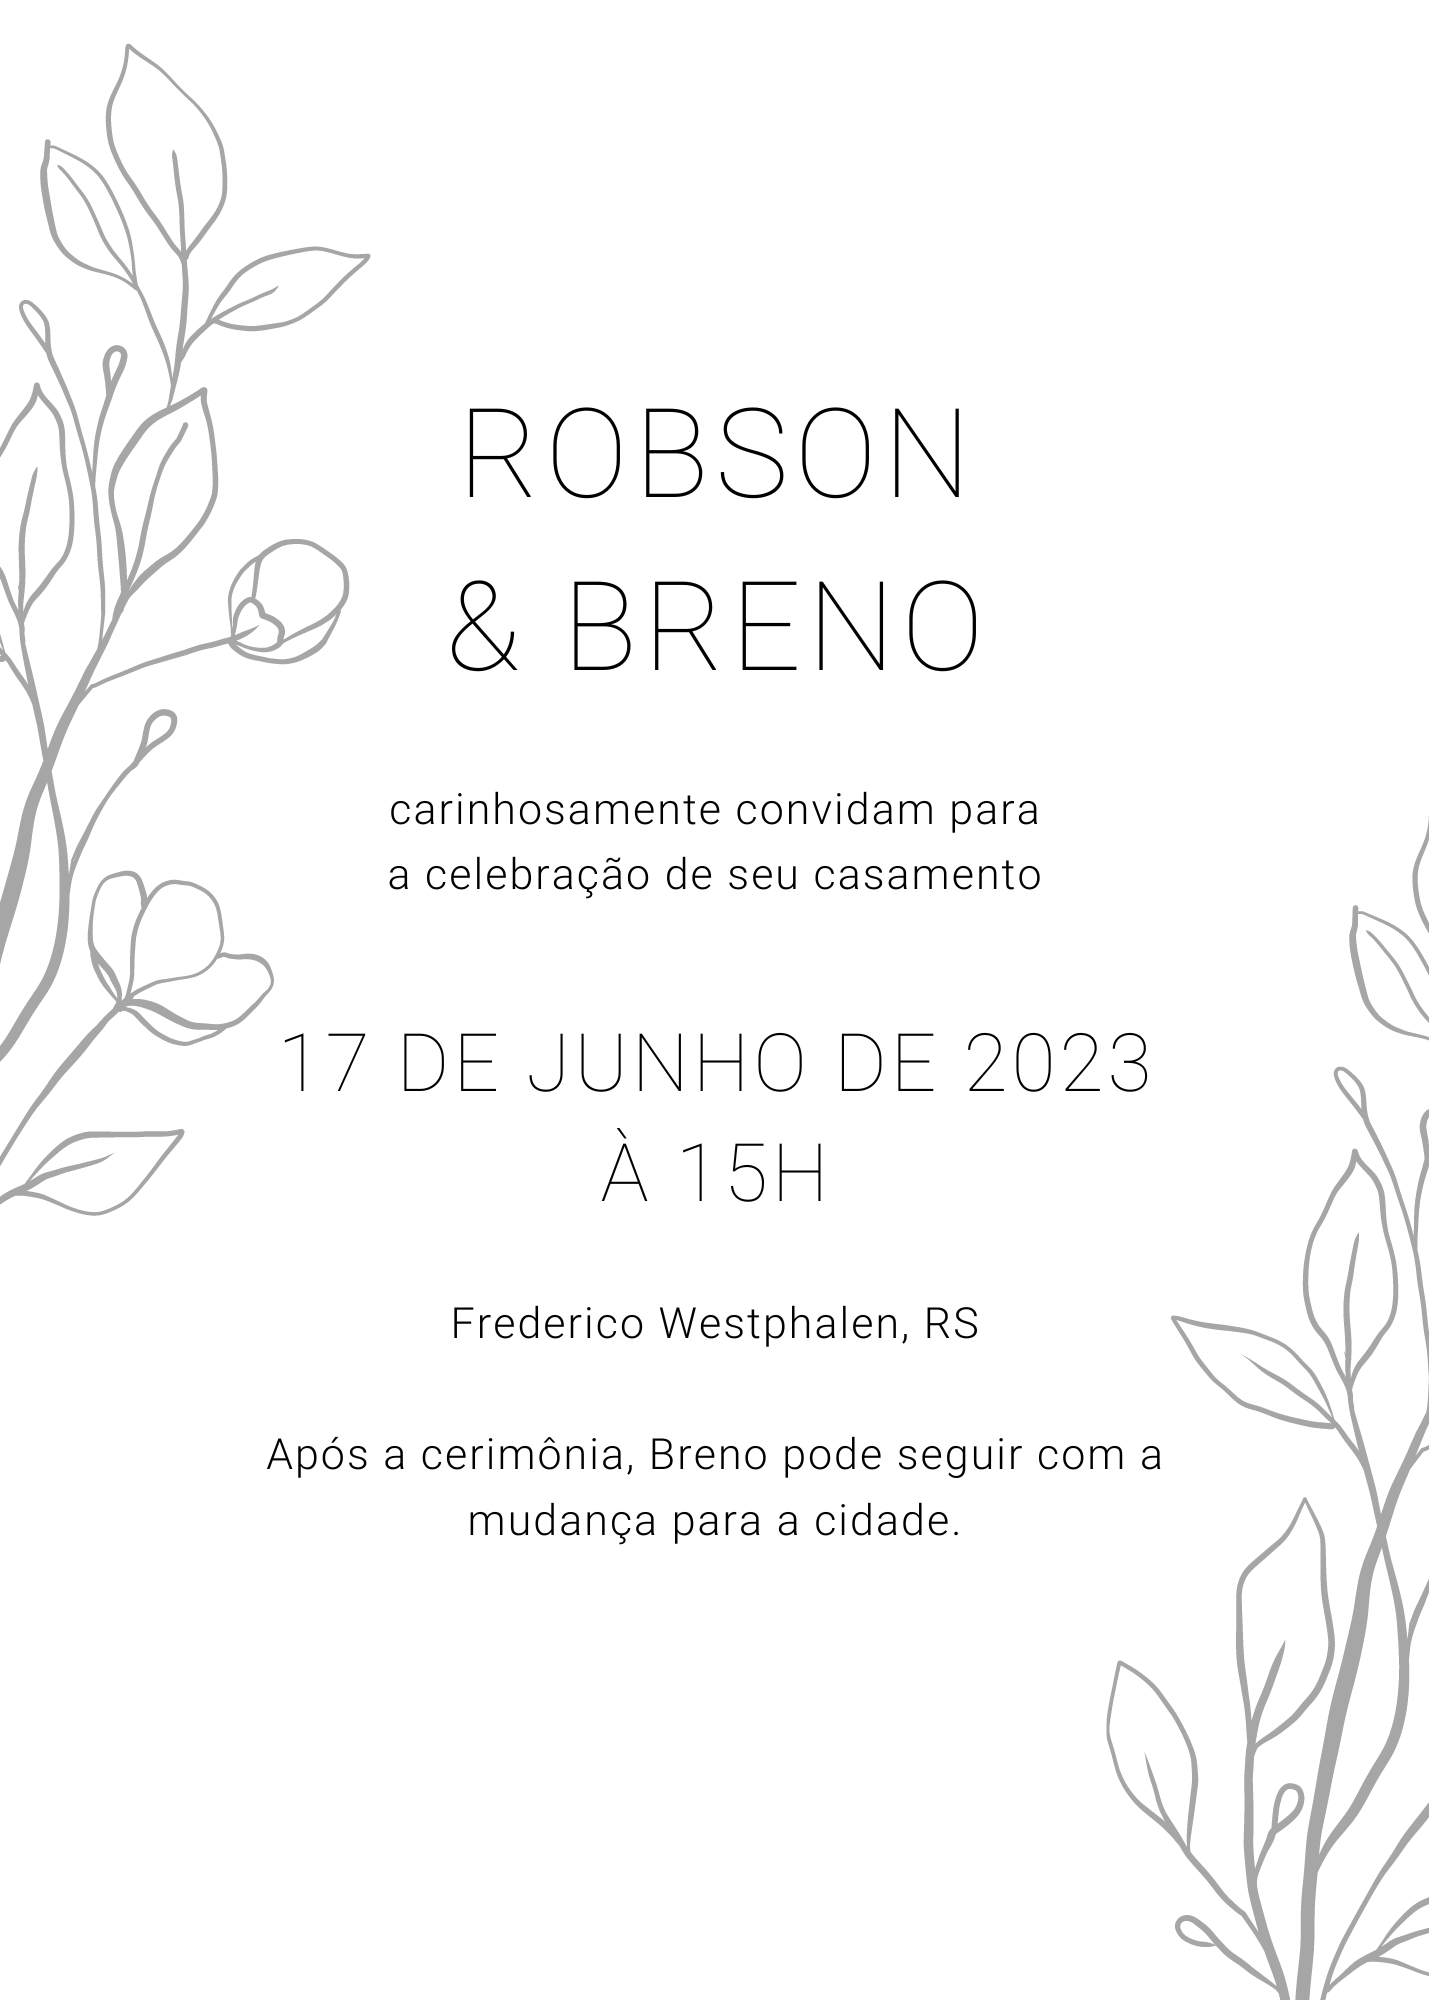 ROBSON
& BRENO
carinhosamente convidam para
a celebração de seu casamento
17 DE JUNHO DE 2023
À 15H
Frederico Westphalen, RS
Após a cerimônia, Breno pode seguir com a
mudança para a cidade.